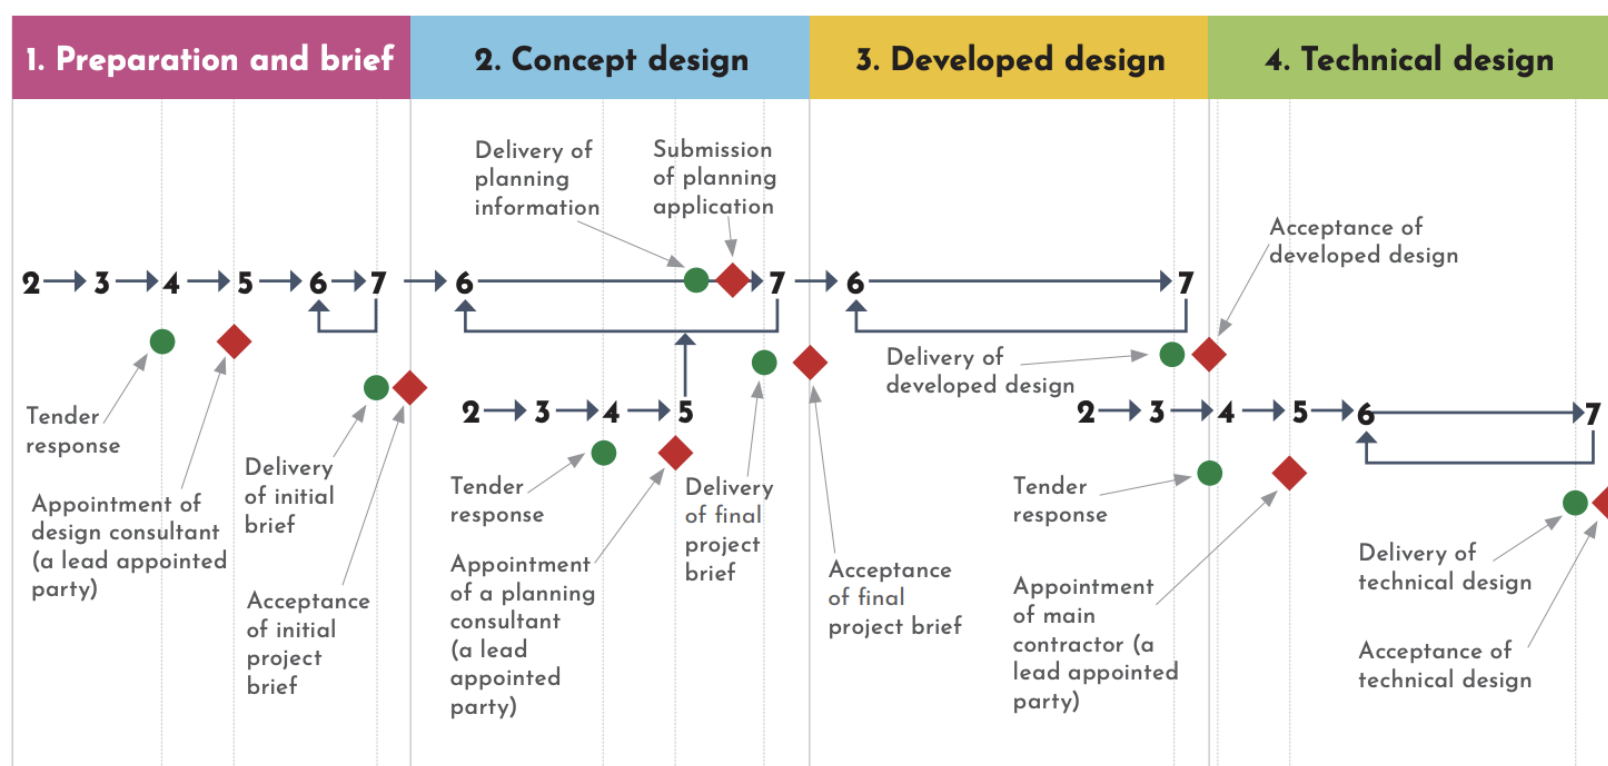 1. Preparation and brief
2. Concept design
3. Developed design
4. Technical design
Delivery of
planning
information
Submission
of planning
application
Acceptance of
developed design
2 3 4 5 6 7 6 7 6 7
Delivery of
developed design
2 3 4 5
2 3 4 5 6 7
Tender
response
Appointment of
design consultant
(a lead appointed
party)
Delivery
of initial
brief
Acceptance
of initial
project
brief
Tender
response
Appointment
of a planning
consultant
(a lead
appointed
party)
Delivery
of final
project
brief
Acceptance
of final
project brief
Tender
response
Appointment
of main
contractor (a
lead appointed
party)
Delivery of
technical design
Acceptance of
technical design